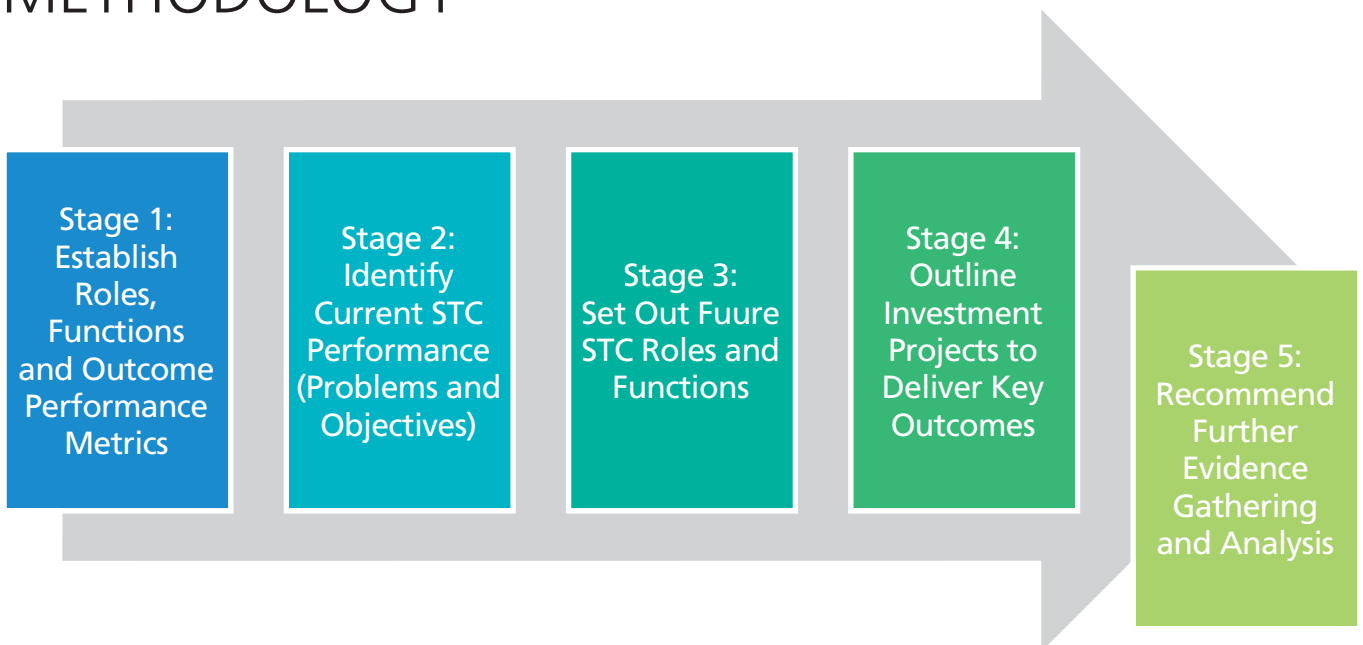 METHODOLOGY
Stage 1:
Establish
Roles,
Functions
and Outcome
Performance
Metrics
Stage 2:
Identify
Current STC
Performance
(Problems and
Objectives)
Stage 3:
Set Out Fuure
STC Roles and
Functions
Stage 4:
Outline
Investment
Projects to
Deliver Key
Outcomes
Stage 5:
Recommend
Further
Evidence
Gathering
and Analysis